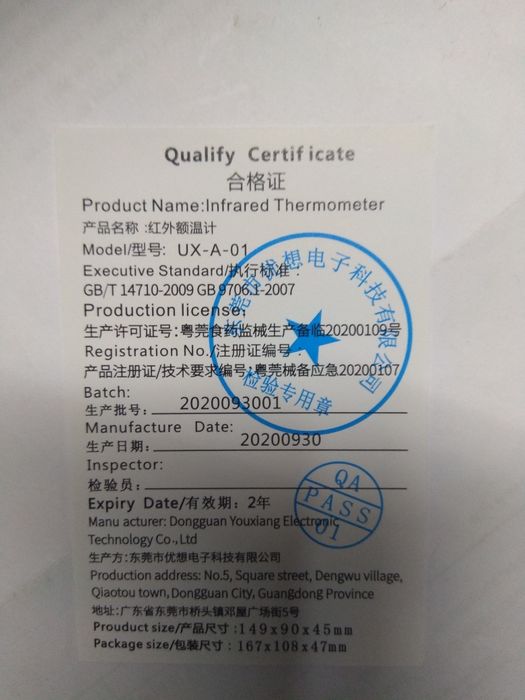 Qualify Certificate
合格证
Product Name:Infrared Thermometer
产品名称:红外额温计
Model/型号: UX-A-01
Executive Standard/执行标准:
GB/T 14710-2009 GB 9706.1-2007
Production license:
生产许可证号:粤莞食药监械生产备临20200109号
Registration No./注册证编号:
产品注册证/技术要求编号:粤莞械备应急20200107
Batch:
生产批号: 2020093001
Manufacture Date:
生产日期: 20200930
Inspector:
检验员:
Expiry Date/有效期: 2年
Manu acturer: Dongguan Youxiang Electronic
Technology Co.,Ltd
生产方:东莞市优想电子科技有限公司
Production address: No.5, Square street, Dengwu village,
Qiaotou town, Dongguan City, Guangdong Province
地址:广东省东莞市桥头镇邓屋广场街5号
Prouduct size/产品尺寸:149x90x45mm
Package size/包装尺寸: 167x108x47mm
东莞市优想电子科技有限公司
检验专用章
QA
PASS
01